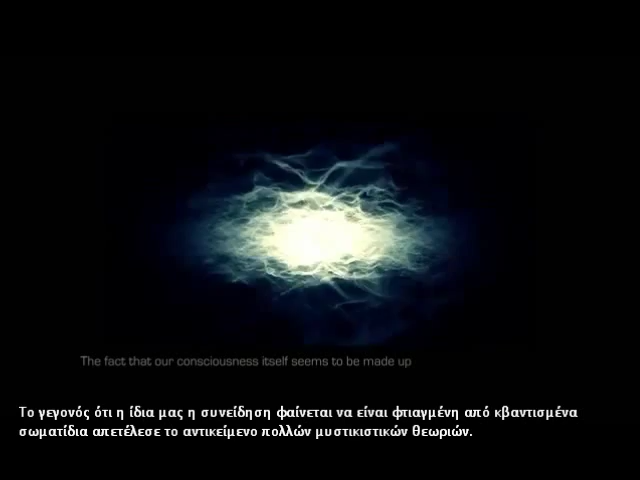 The fact that our consciousness itself seems to be made up
Το γεγονός ότι η ίδια μας η συνείδηση φαίνεται να είναι φτιαγμένη από κβαντισμένα
σωματίδια απετέλεσε το αντικείμενο πολλών μυστικιστικών θεωριών.